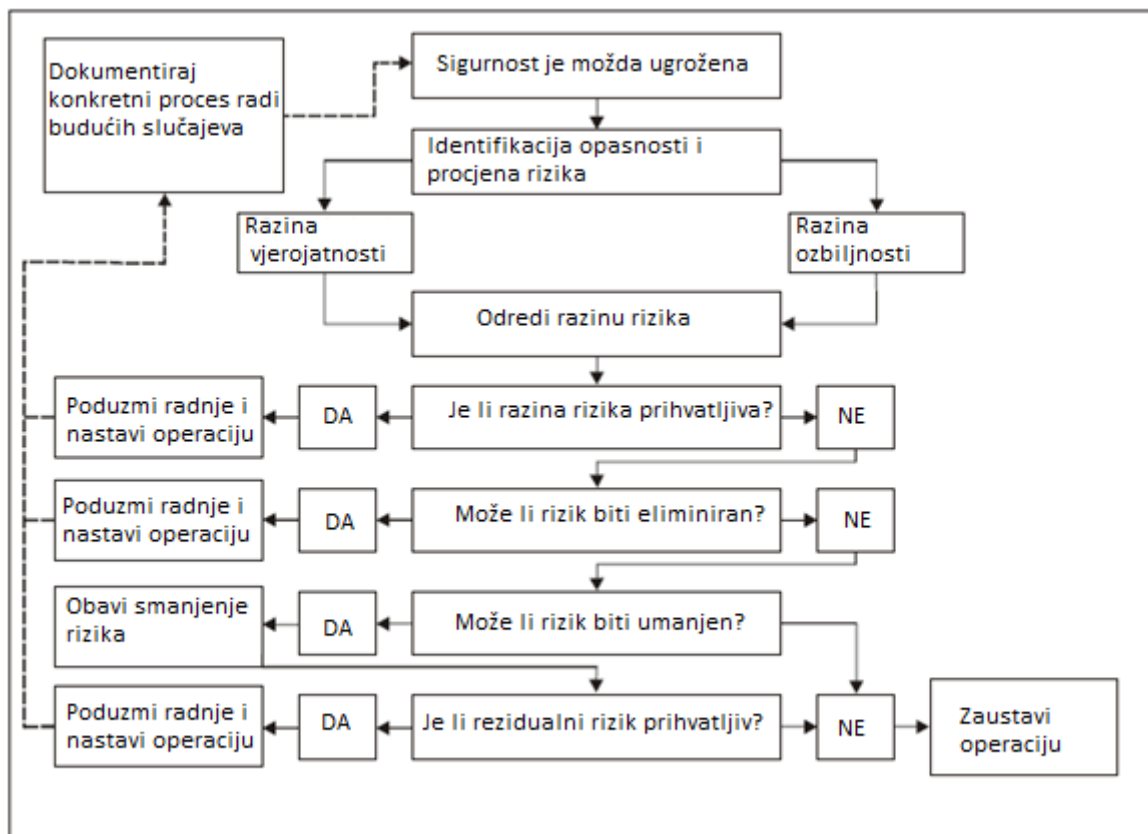 Dokumentiraj
konkretni proces radi
budućih slučajeva
Sigurnost je možda ugrožena
Identifikacija opasnosti i
procjena rizika
Razina
vjerojatnosti
Razina
ozbiljnosti
Odredi razinu rizika
Poduzmi radnje i
nastavi operaciju
DA
Je li razina rizika prihvatljiva?
NE
Poduzmi radnje i
nastavi operaciju
DA
Može li rizik biti eliminiran?
NE
Obavi smanjenje
rizika
DA
Može li rizik biti umanjen?
Poduzmi radnje i
nastavi operaciju
DA
Je li rezidualni rizik prihvatljiv?
NE
Zaustavi
operaciju